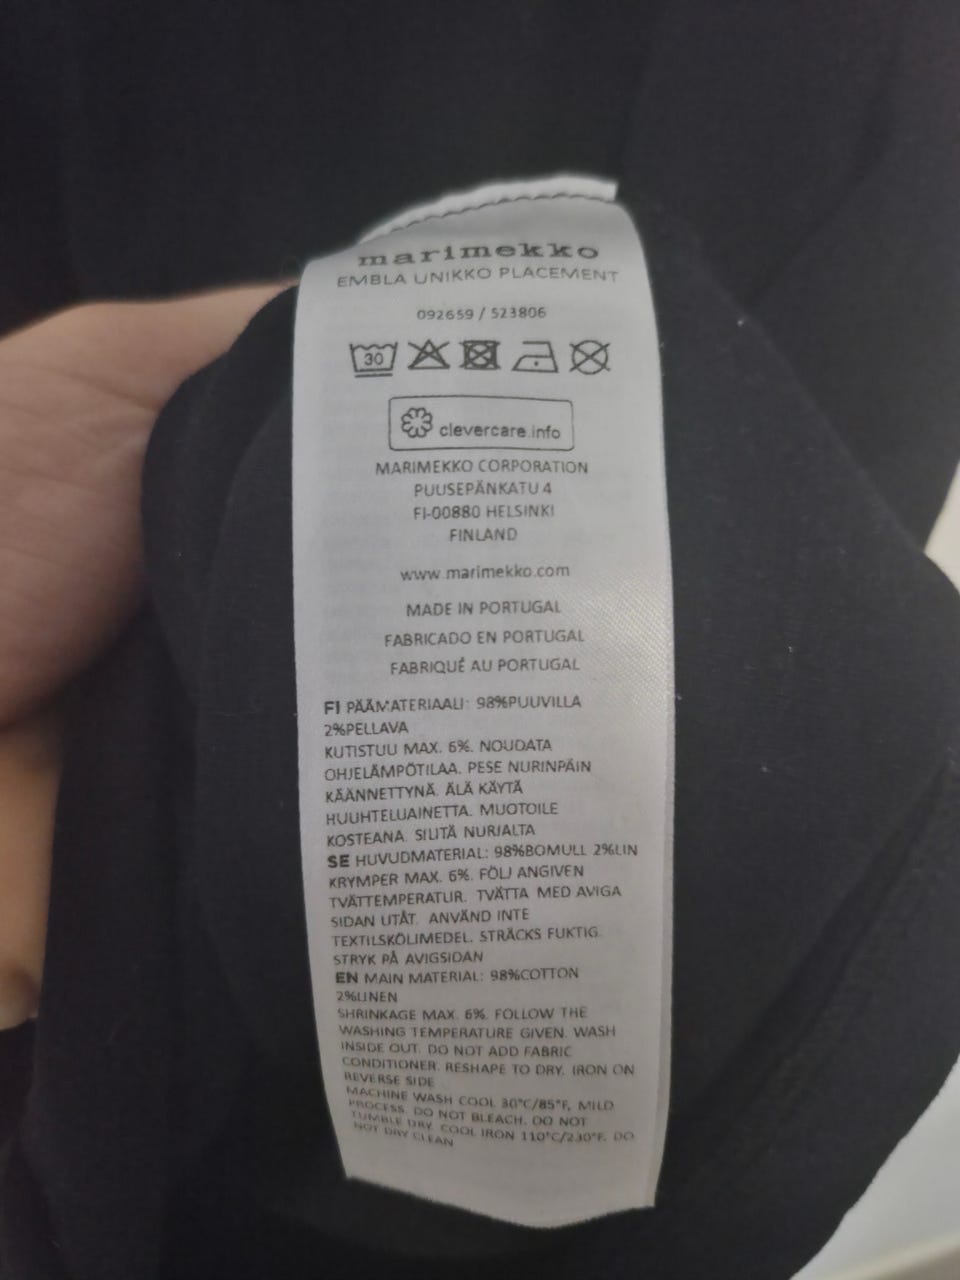 marimekko
EMBLA UNIKKO PLACEMENT
092659 / 523806
30
clevercare.info
MARIMEKKO CORPORATION
PUUSEPÄNKATU 4
FI-00880 HELSINKI
FINLAND
www.marimekko.com
MADE IN PORTUGAL
FABRICADO EN PORTUGAL
FABRIQUÉ AU PORTUGAL
FI PÄÄMATERIAALI: 98%PUUVILLA
2%PELLAVA
KUTISTUU MAX. 6%. NOUDATA
OHJELÄMPÖTILAA. PESE NURINPÄIN
KÄÄNNETTYNÄ. ÄLÄ KÄYTÄ
HUUHTELUAINETTA. MUOTOILE
KOSTEANA. SILITÄ NURJALTA
SE HUVUDMATERIAL: 98%BOMULL 2%LIN
KRYMPER MAX. 6%. FÖLJ ANGIVEN
TVÄTTEMPERATUR. TVÄTTA MED AVIGA
SIDAN UTÅT. ANVÄND INTE
TEXTILSKÖLJMEDEL. STRÄCKS FUKTIG.
STRYK PÅ AVIGSIDAN
EN MAIN MATERIAL: 98%COTTON
2%LINEN
SHRINKAGE MAX. 6%. FOLLOW THE
WASHING TEMPERATURE GIVEN. WASH
INSIDE OUT. DO NOT ADD FABRIC
CONDITIONER. RESHAPE TO DRY. IRON ON
REVERSE SIDE
MACHINE WASH COOL 30°C/85°F, MILD
PROCESS. DO NOT BLEACH. DO NOT
TUMBLE DRY. COOL IRON 110°C/230°F. DO
NOT DRY CLEAN